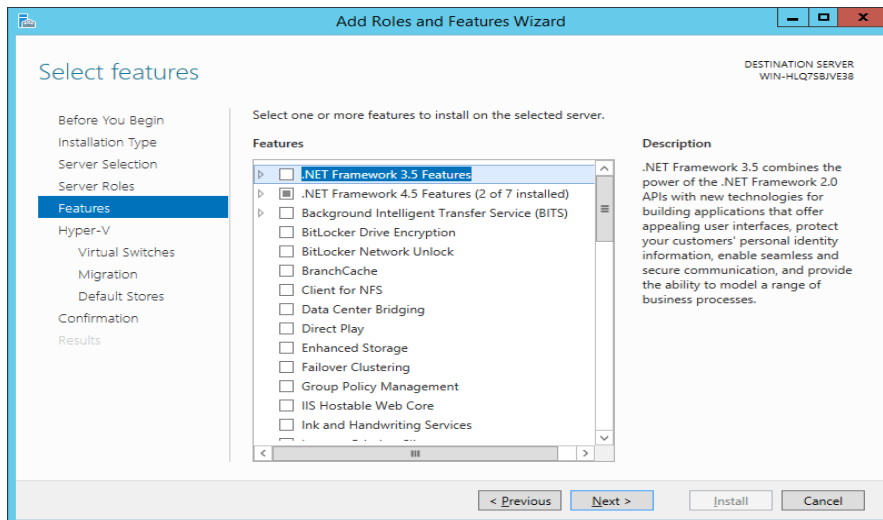 Add Roles and Features Wizard
Select features
DESTINATION SERVER
WIN-HLQ7SBJVE38
Before You Begin
Installation Type
Server Selection
Server Roles
Features
Hyper-V
Virtual Switches
Migration
Default Stores
Confirmation
Results
Select one or more features to install on the selected server.
Features
.NET Framework 3.5 Features
.NET Framework 4.5 Features (2 of 7 installed)
Background Intelligent Transfer Service (BITS)
BitLocker Drive Encryption
BitLocker Network Unlock
BranchCache
Client for NFS
Data Center Bridging
Direct Play
Enhanced Storage
Failover Clustering
Group Policy Management
IIS Hostable Web Core
Ink and Handwriting Services
Description
.NET Framework 3.5 combines the
power of the .NET Framework 2.0
APIs with new technologies for
building applications that offer
appealing user interfaces, protect
your customers' personal identity
information, enable seamless and
secure communication, and provide
the ability to model a range of
business processes.
< Previous
Next >
Install
Cancel